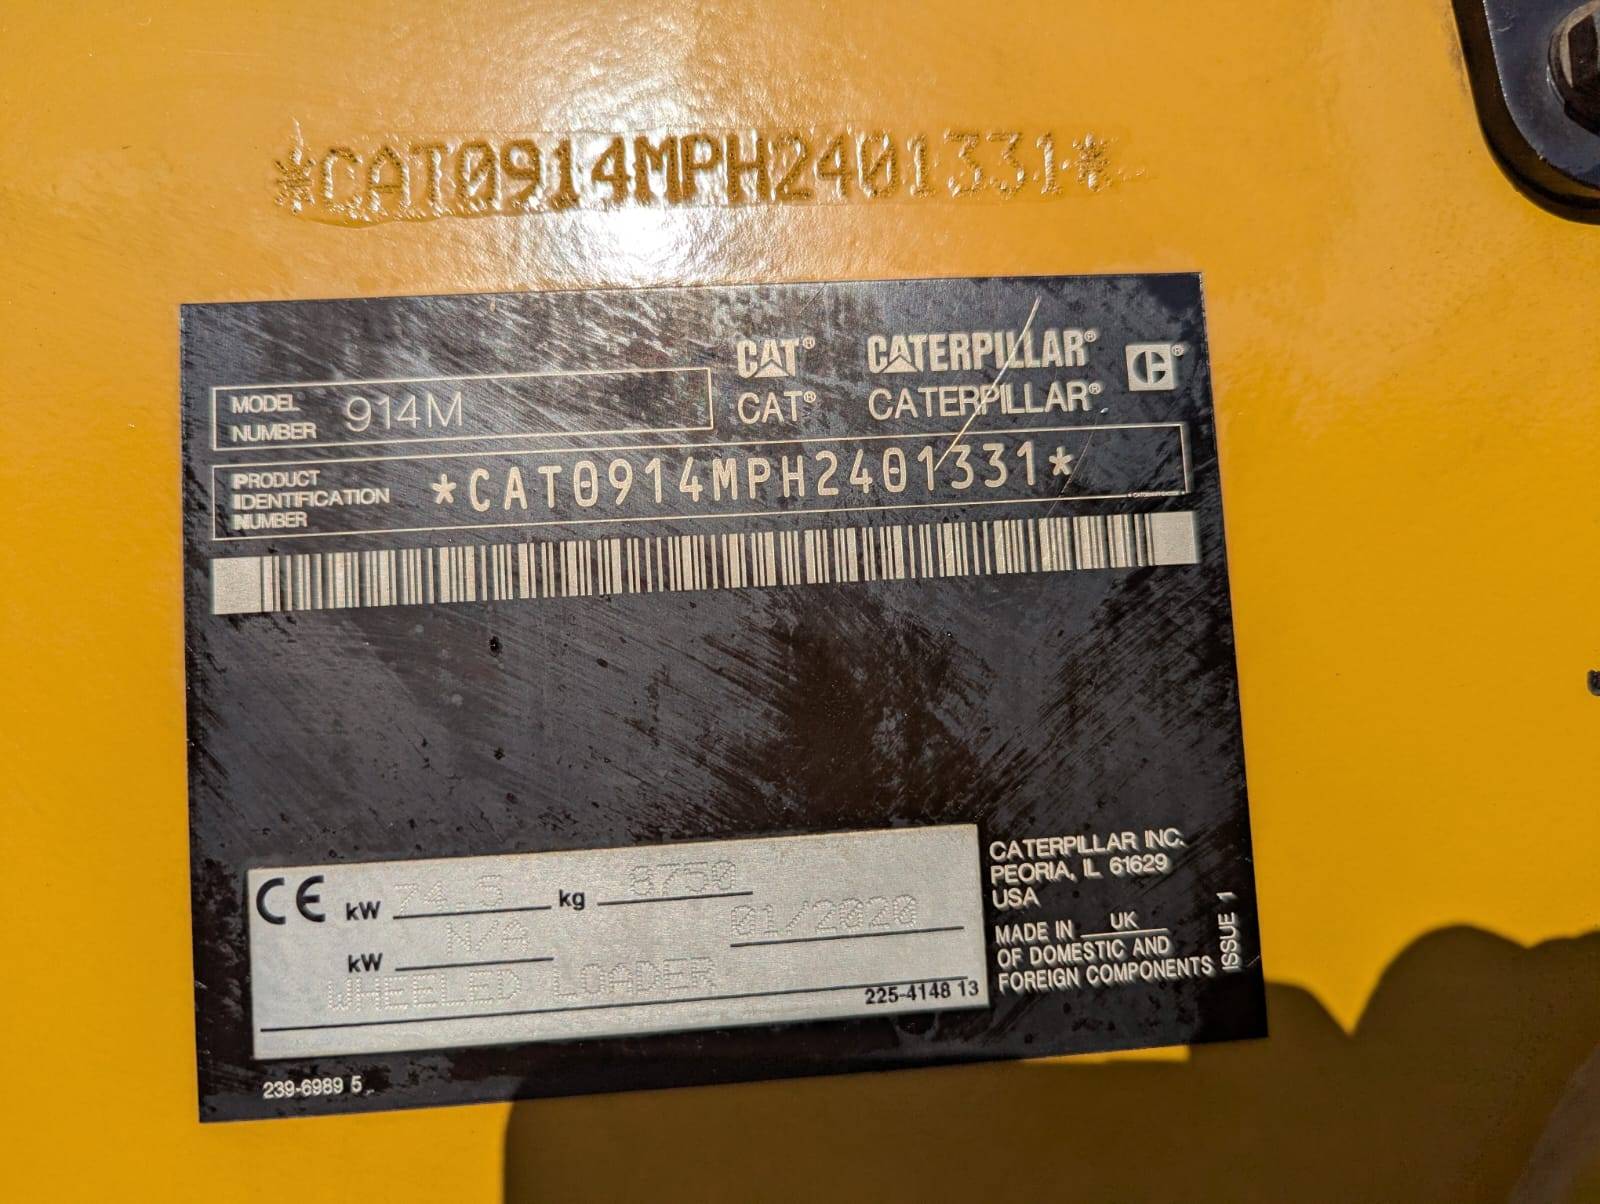 *CAT0914MPH2401331*
CAT® CATERPILLAR®
CAT® CATERPILLAR®
MODEL NUMBER 914M
PRODUCT IDENTIFICATION NUMBER *CAT0914MPH2401331*
CE kW 74.5 kg 8750
kW N/A 01/2020
WHEELED LOADER
225-4148 13
CATERPILLAR INC.
PEORIA, IL 61629
USA
MADE IN UK
OF DOMESTIC AND
FOREIGN COMPONENTS
ISSUE 1
239-6989 5